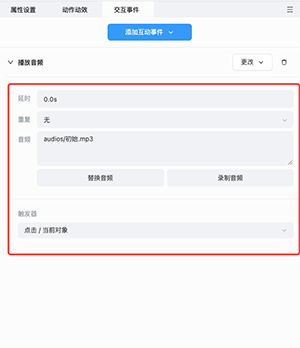 属性设置 动作动效 交互事件
添加互动事件
播放音频 更改
延时 0.0s
重复 无
音频 audios/初始.mp3
替换音频 录制音频
触发器
点击 / 当前对象